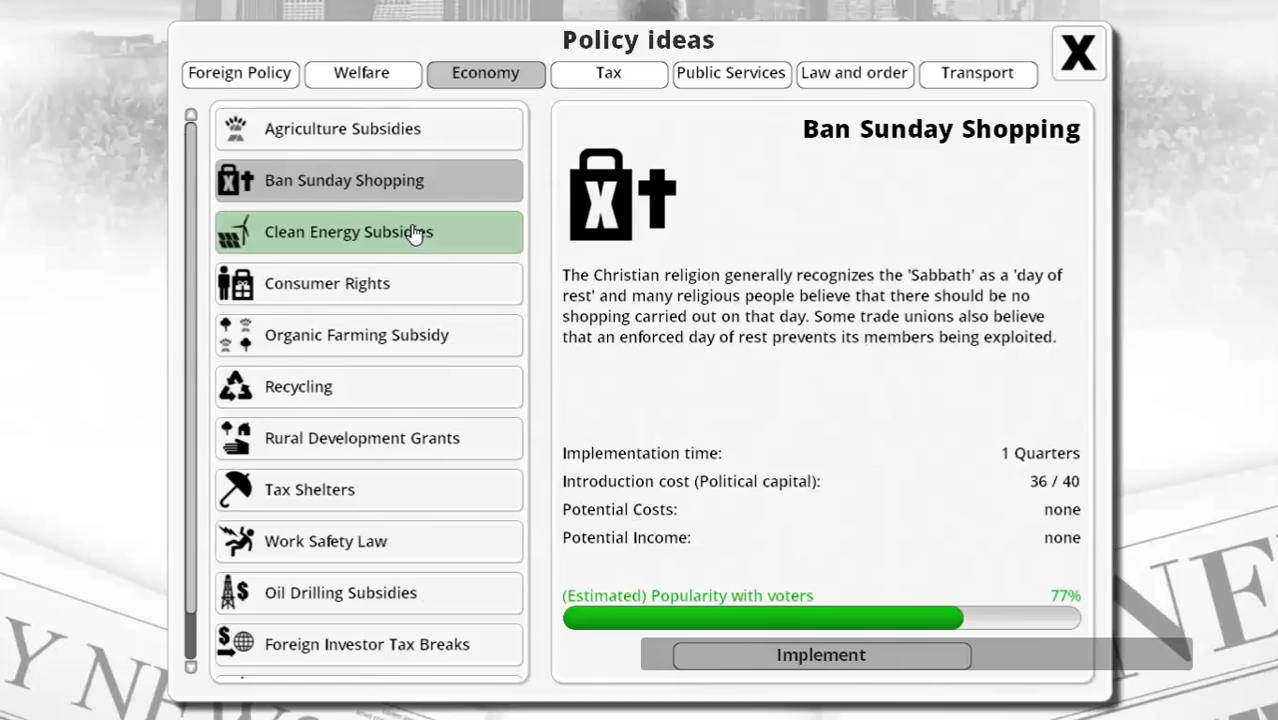 Policy ideas
X
Foreign Policy
Welfare
Economy
Tax
Public Services
Law and order
Transport
Agriculture Subsidies
Ban Sunday Shopping
Clean Energy Subsidies
Consumer Rights
Organic Farming Subsidy
Recycling
Rural Development Grants
Tax Shelters
Work Safety Law
Oil Drilling Subsidies
Foreign Investor Tax Breaks
Ban Sunday Shopping
X
The Christian religion generally recognizes the 'Sabbath' as a 'day of
rest' and many religious people believe that there should be no
shopping carried out on that day. Some trade unions also believe
that an enforced day of rest prevents its members being exploited.
Implementation time: 1 Quarters
Introduction cost (Political capital): 36 / 40
Potential Costs: none
Potential Income: none
(Estimated) Popularity with voters 77%
Implement